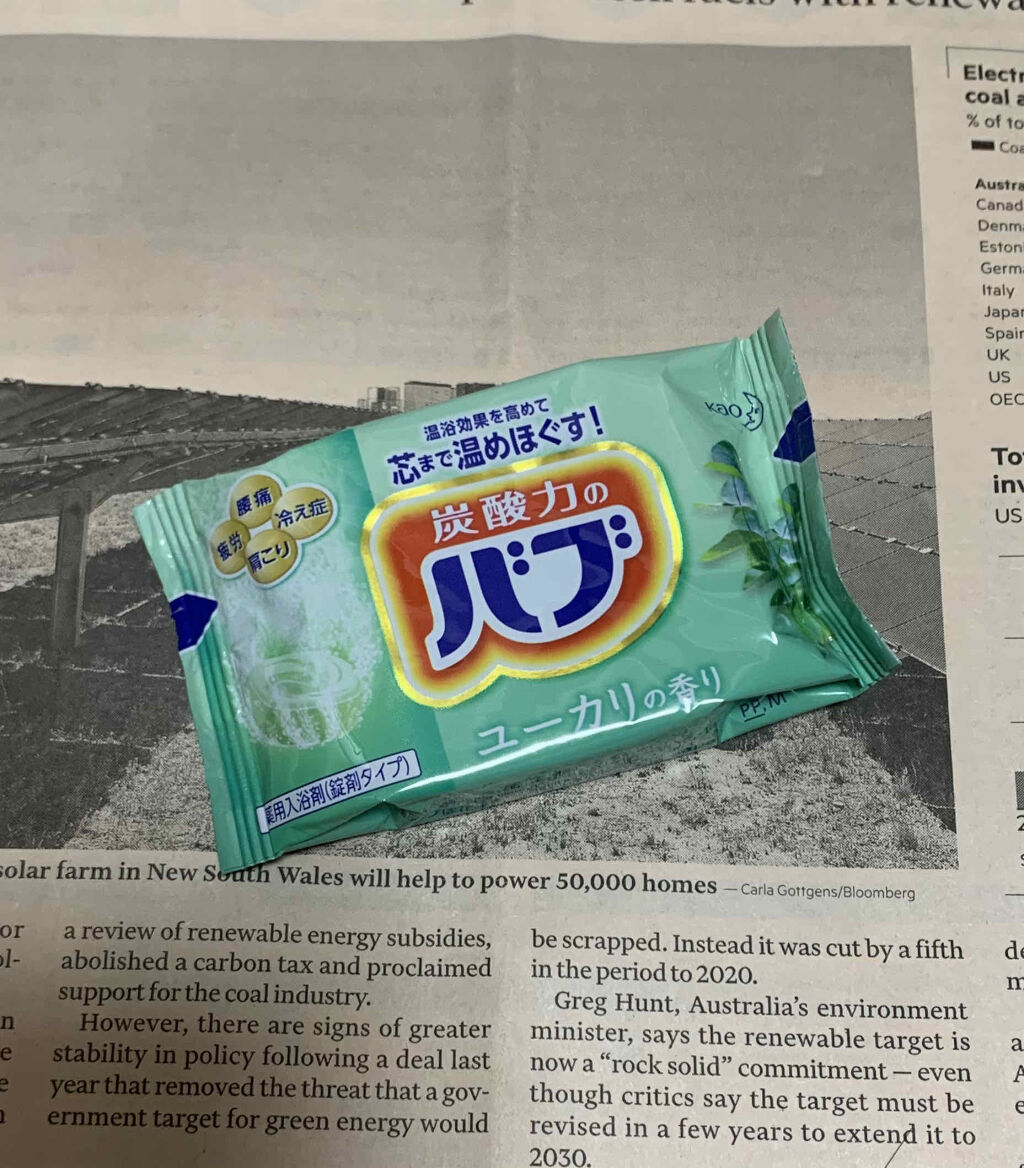 fuels with renewa
Electr
coal a
% of to
Coa
Austra
Canad
Denma
Eston
Germa
Italy
Japan
Spain
UK
US
OEC
To
inv
US
kao
温浴効果を高めて
芯まで温めほぐす!
腰痛
冷え症
疲労
肩こり
炭酸力の
バブ
ユーカリの香り
PP, M
薬用入浴剤(錠剤タイプ)
solar farm in New South Wales will help to power 50,000 homes — Carla Gottgens/Bloomberg
a review of renewable energy subsidies,
abolished a carbon tax and proclaimed
support for the coal industry.
However, there are signs of greater
stability in policy following a deal last
year that removed the threat that a gov-
ernment target for green energy would
be scrapped. Instead it was cut by a fifth
in the period to 2020.
Greg Hunt, Australia's environment
minister, says the renewable target is
now a “rock solid” commitment — even
though critics say the target must be
revised in a few years to extend it to
2030.